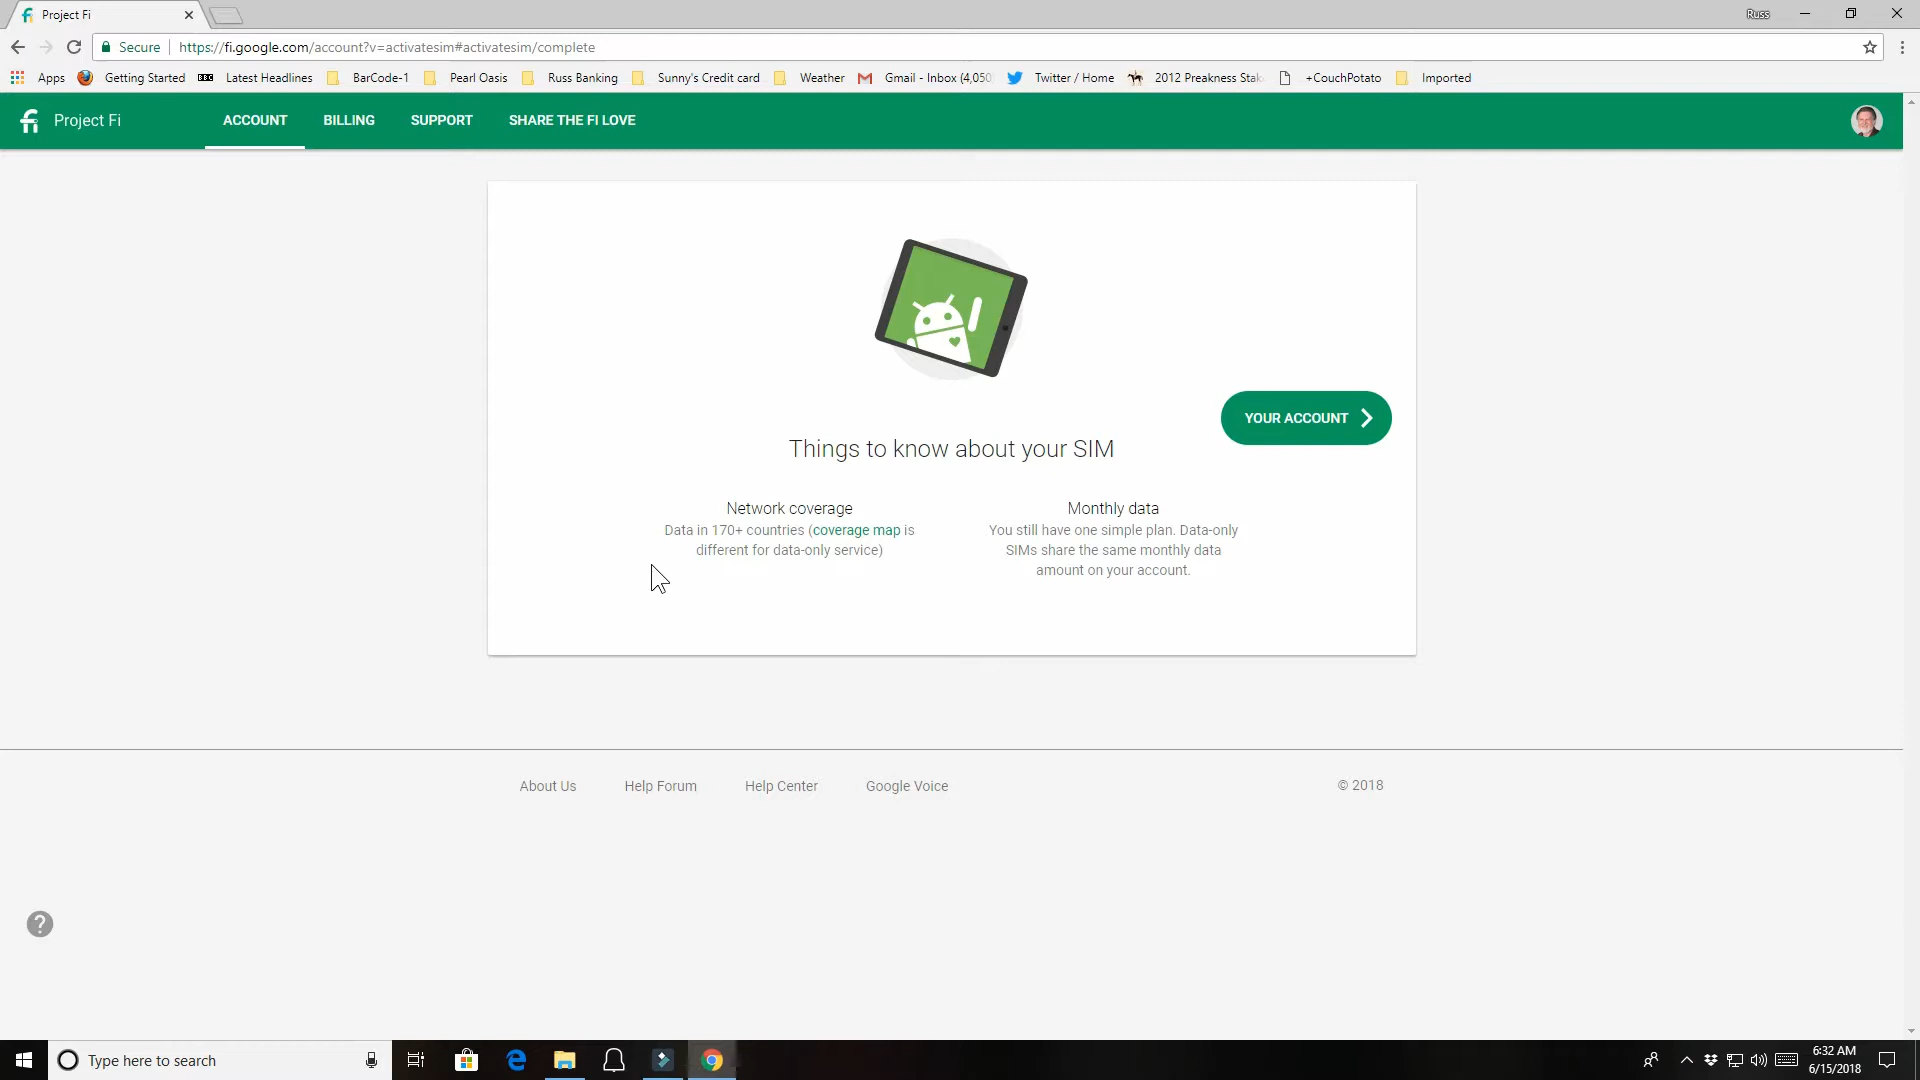 Project Fi
Russ
Secure
https://fi.google.com/account?v=activatesim#activatesim/complete
Apps
Getting Started
BBC
Latest Headlines
BarCode-1
Pearl Oasis
Russ Banking
Sunny's Credit card
Weather
Gmail - Inbox (4,050
Twitter / Home
2012 Preakness Stak
+CouchPotato
Imported
fi
Project Fi
ACCOUNT
BILLING
SUPPORT
SHARE THE FI LOVE
YOUR ACCOUNT
Things to know about your SIM
Network coverage
Data in 170+ countries (coverage map is
different for data-only service)
Monthly data
You still have one simple plan. Data-only
SIMs share the same monthly data
amount on your account.
About Us
Help Forum
Help Center
Google Voice
© 2018
?
Type here to search
6:32 AM
6/15/2018